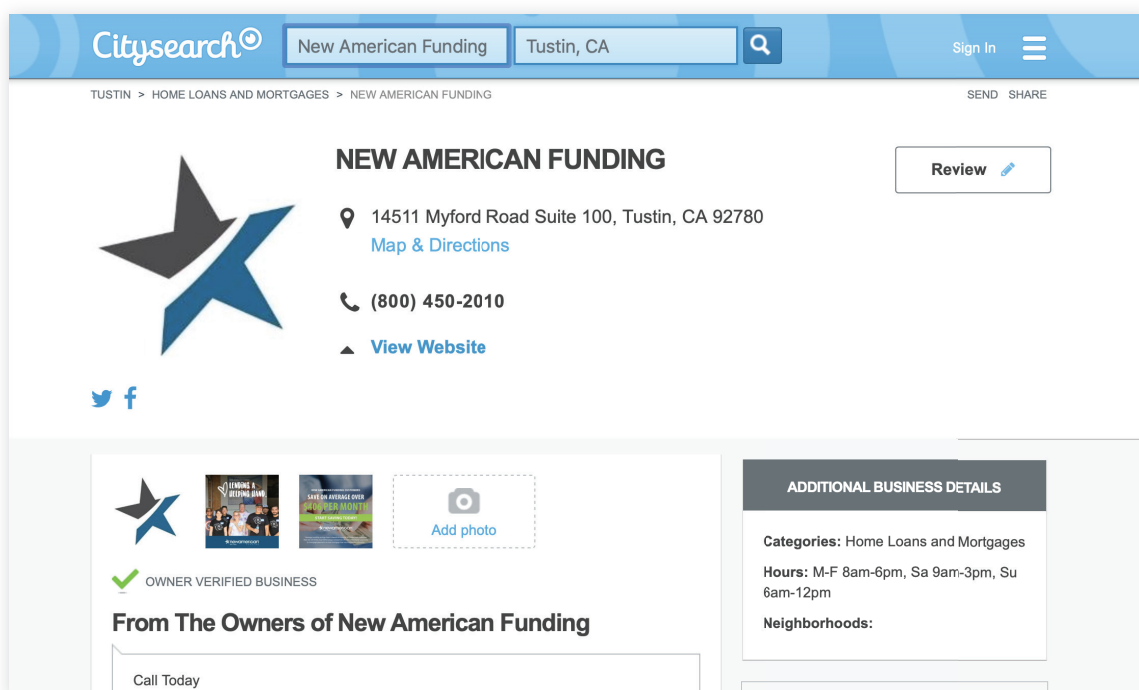 Citysearch
New American Funding
Tustin, CA
Sign In
TUSTIN > HOME LOANS AND MORTGAGES > NEW AMERICAN FUNDING
SEND SHARE
NEW AMERICAN FUNDING
Review
14511 Myford Road Suite 100, Tustin, CA 92780
Map & Directions
(800) 450-2010
View Website
LENDING A
HELPING HAND
newamerican
SAVE ON AVERAGE OVER
$406 PER MONTH
newamerican
Add photo
OWNER VERIFIED BUSINESS
From The Owners of New American Funding
Call Today
ADDITIONAL BUSINESS DETAILS
Categories: Home Loans and Mortgages
Hours: M-F 8am-6pm, Sa 9am-3pm, Su
6am-12pm
Neighborhoods: